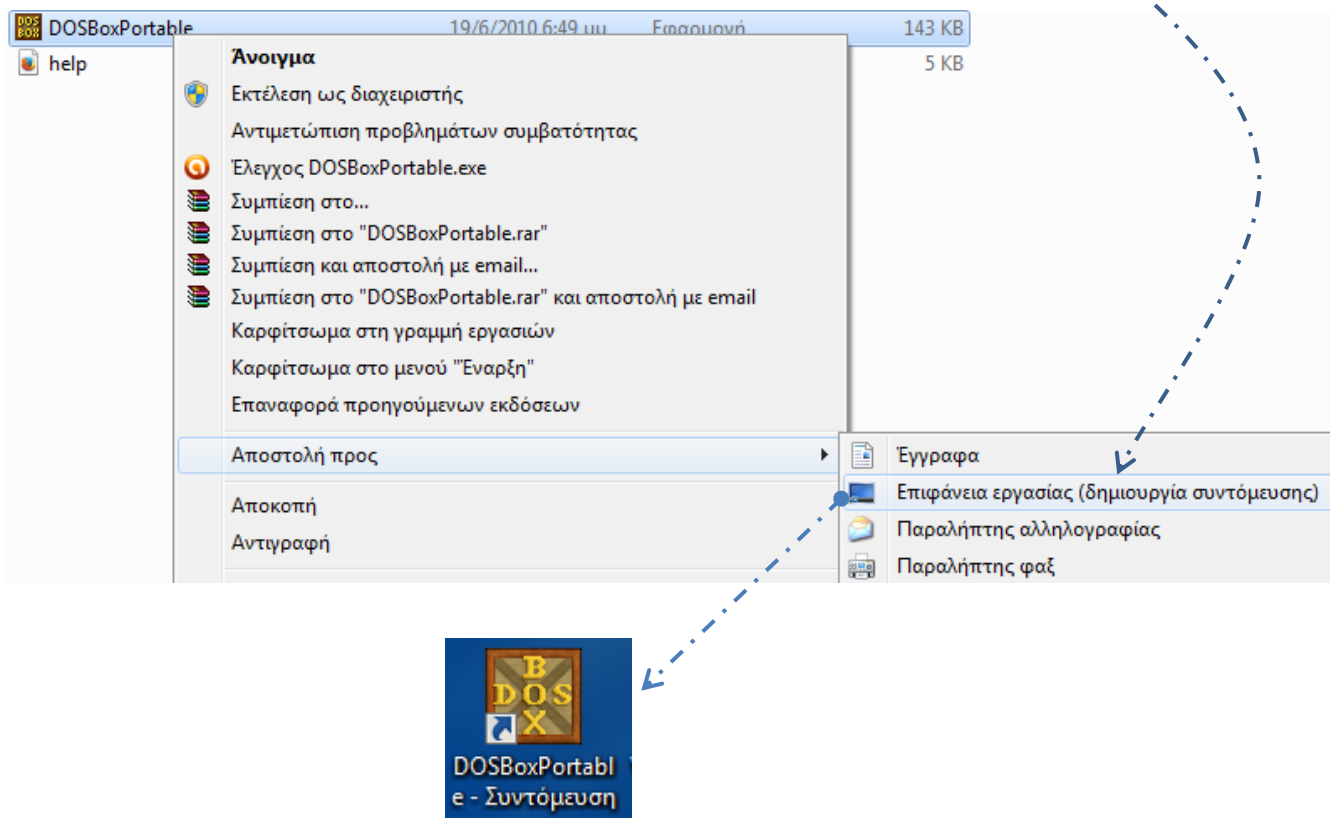 DOSBoxPortable 19/6/2010 6:49 μμ Εφαρμογή 143 KB
help 5 KB
Άνοιγμα
Εκτέλεση ως διαχειριστής
Αντιμετώπιση προβλημάτων συμβατότητας
Έλεγχος DOSBoxPortable.exe
Συμπίεση στο...
Συμπίεση στο "DOSBoxPortable.rar"
Συμπίεση και αποστολή με email...
Συμπίεση στο "DOSBoxPortable.rar" και αποστολή με email
Καρφίτσωμα στη γραμμή εργασιών
Καρφίτσωμα στο μενού "Έναρξη"
Επαναφορά προηγούμενων εκδόσεων
Αποστολή προς
Έγγραφα
Επιφάνεια εργασίας (δημιουργία συντόμευσης)
Παραλήπτης αλληλογραφίας
Παραλήπτης φαξ
Αποκοπή
Αντιγραφή
B
DOS
X
DOSBoxPortabl
e - Συντόμευση